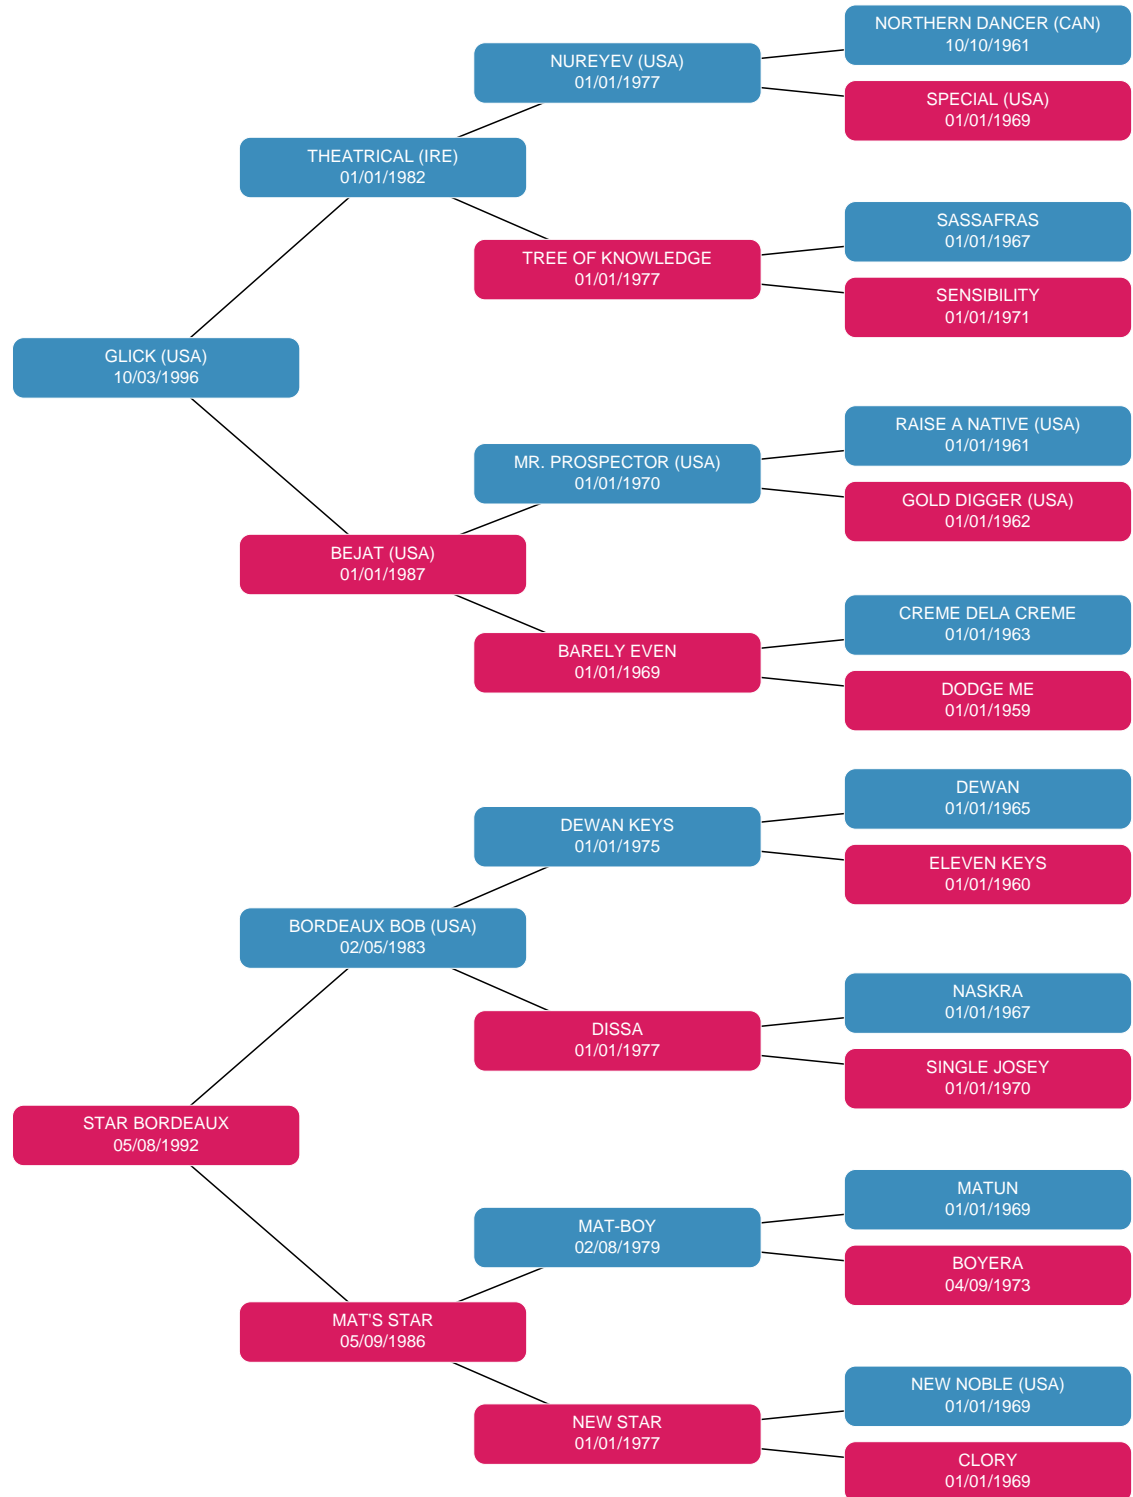 NORTHERN DANCER (CAN)
10/10/1961
NUREYEV (USA)
01/01/1977
SPECIAL (USA)
01/01/1969
THEATRICAL (IRE)
01/01/1982
SASSAFRAS
01/01/1967
TREE OF KNOWLEDGE
01/01/1977
SENSIBILITY
01/01/1971
GLICK (USA)
10/03/1996
RAISE A NATIVE (USA)
01/01/1961
MR. PROSPECTOR (USA)
01/01/1970
GOLD DIGGER (USA)
01/01/1962
BEJAT (USA)
01/01/1987
CREME DELA CREME
01/01/1963
BARELY EVEN
01/01/1969
DODGE ME
01/01/1959
DEWAN
01/01/1965
DEWAN KEYS
01/01/1975
ELEVEN KEYS
01/01/1960
BORDEAUX BOB (USA)
02/05/1983
NASKRA
01/01/1967
DISSA
01/01/1977
SINGLE JOSEY
01/01/1970
STAR BORDEAUX
05/08/1992
MATUN
01/01/1969
MAT-BOY
02/08/1979
BOYERA
04/09/1973
MAT'S STAR
05/09/1986
NEW NOBLE (USA)
01/01/1969
NEW STAR
01/01/1977
CLORY
01/01/1969